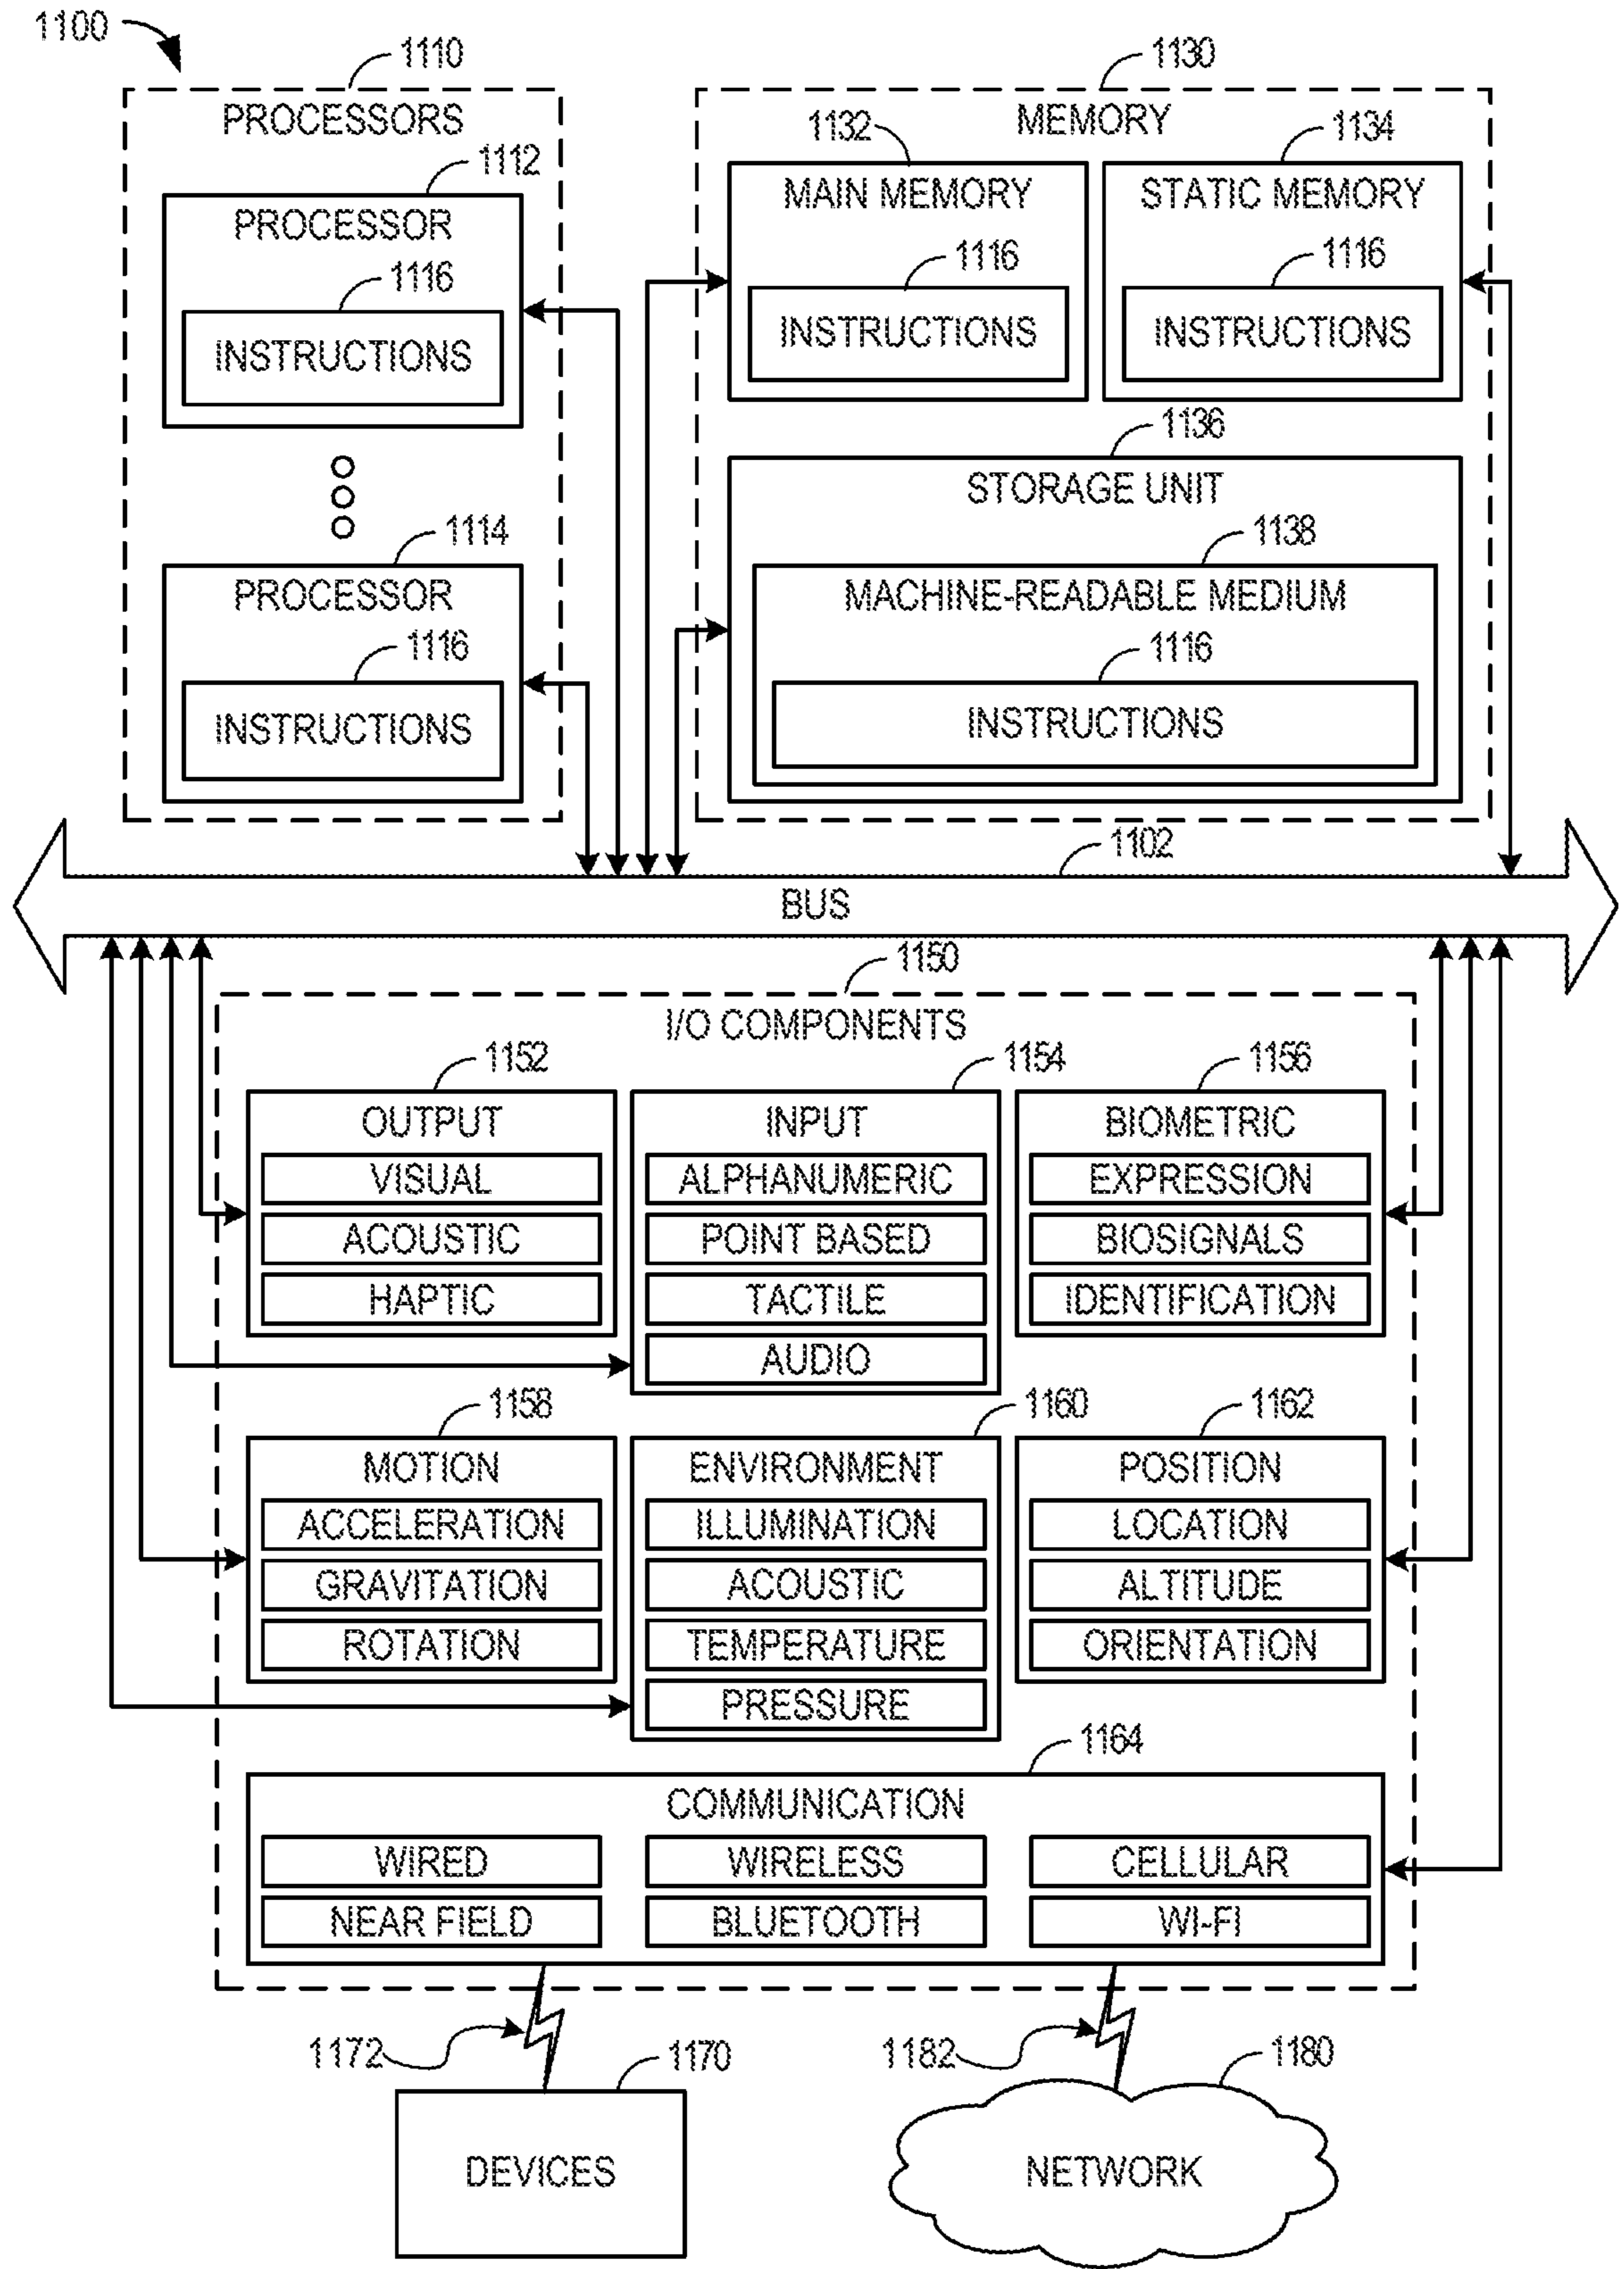 1100
1110
1130
PROCESSORS
MEMORY
1112
1132
1134
PROCESSOR
MAIN MEMORY
STATIC MEMORY
1116
1116
1116
INSTRUCTIONS
INSTRUCTIONS
INSTRUCTIONS
1136
STORAGE UNIT
1114
1138
PROCESSOR
MACHINE-READABLE MEDIUM
1116
1116
INSTRUCTIONS
INSTRUCTIONS
1102
BUS
1150
I/O COMPONENTS
1152
1154
1156
OUTPUT
INPUT
BIOMETRIC
VISUAL
ALPHANUMERIC
EXPRESSION
ACOUSTIC
POINT BASED
BIOSIGNALS
HAPTIC
TACTILE
IDENTIFICATION
AUDIO
1158
1160
1162
MOTION
ENVIRONMENT
POSITION
ACCELERATION
ILLUMINATION
LOCATION
GRAVITATION
ACOUSTIC
ALTITUDE
ROTATION
TEMPERATURE
ORIENTATION
PRESSURE
1164
COMMUNICATION
WIRED
WIRELESS
CELLULAR
NEAR FIELD
BLUETOOTH
WI-FI
1172
1170
1182
1180
DEVICES
NETWORK